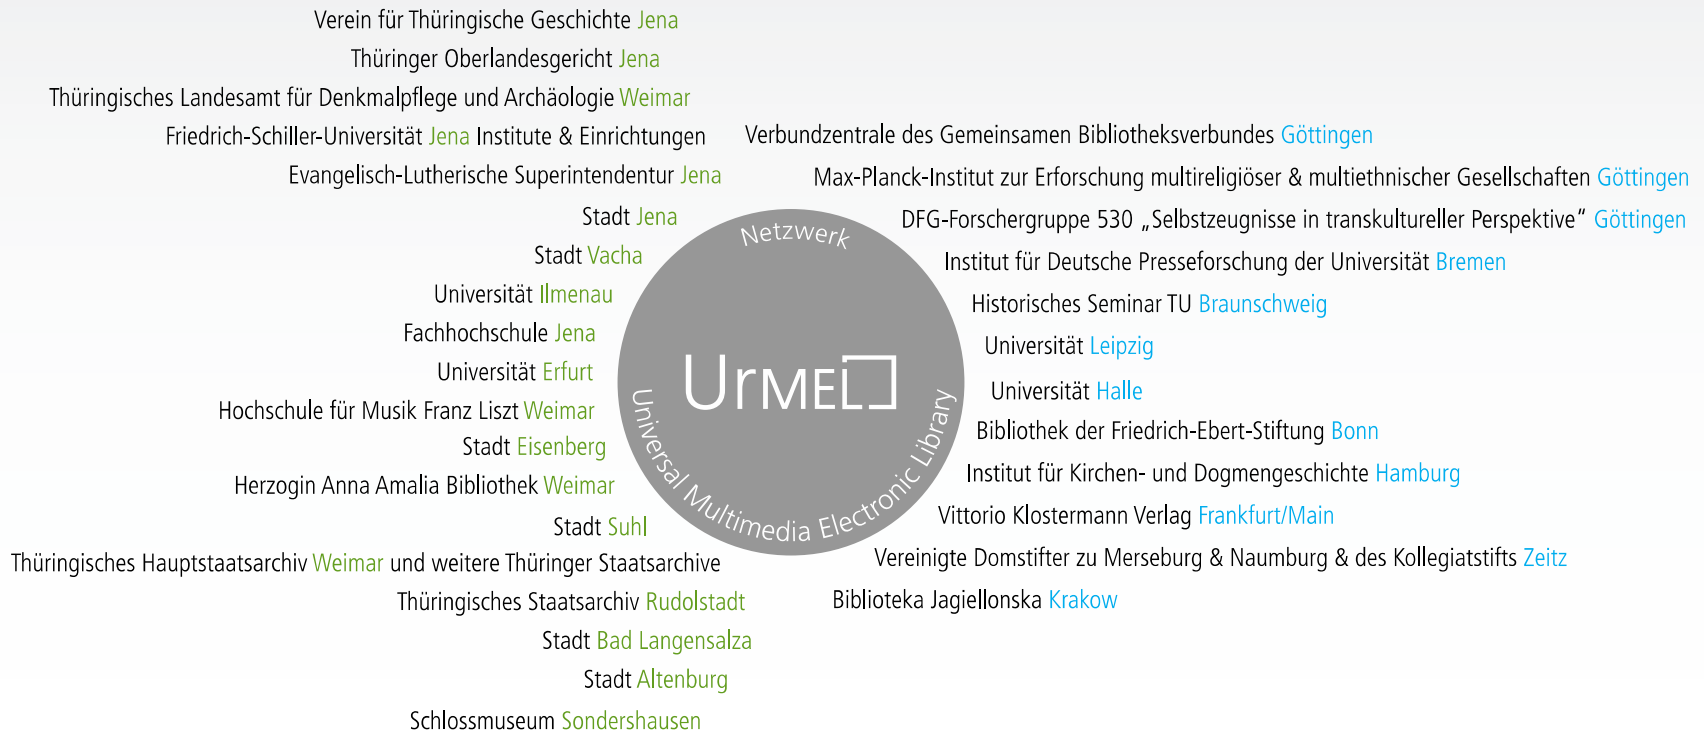 Verein für Thüringische Geschichte Jena
Thüringer Oberlandesgericht Jena
Thüringisches Landesamt für Denkmalpflege und Archäologie Weimar
Friedrich-Schiller-Universität Jena Institute & Einrichtungen
Evangelisch-Lutherische Superintendentur Jena
Stadt Jena
Stadt Vacha
Universität Ilmenau
Fachhochschule Jena
Universität Erfurt
Hochschule für Musik Franz Liszt Weimar
Stadt Eisenberg
Herzogin Anna Amalia Bibliothek Weimar
Stadt Suhl
Thüringisches Hauptstaatsarchiv Weimar und weitere Thüringer Staatsarchive
Thüringisches Staatsarchiv Rudolstadt
Stadt Bad Langensalza
Stadt Altenburg
Schlossmuseum Sondershausen
Netzwerk
UrMEL
Universal Multimedia Electronic Library
Verbundzentrale des Gemeinsamen Bibliotheksverbundes Göttingen
Max-Planck-Institut zur Erforschung multireligiöser & multiethnischer Gesellschaften Göttingen
DFG-Forschergruppe 530 „Selbstzeugnisse in transkultureller Perspektive“ Göttingen
Institut für Deutsche Presseforschung der Universität Bremen
Historisches Seminar TU Braunschweig
Universität Leipzig
Universität Halle
Bibliothek der Friedrich-Ebert-Stiftung Bonn
Institut für Kirchen- und Dogmengeschichte Hamburg
Vittorio Klostermann Verlag Frankfurt/Main
Vereinigte Domstifter zu Merseburg & Naumburg & des Kollegiatstifts Zeitz
Biblioteka Jagiellonska Krakow